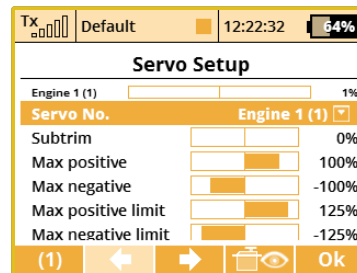 Tx Default 12:22:32 64%
Servo Setup
Engine 1 (1) 1%
Servo No. Engine 1 (1)
Subtrim 0%
Max positive 100%
Max negative -100%
Max positive limit 125%
Max negative limit -125%
(1) Ok